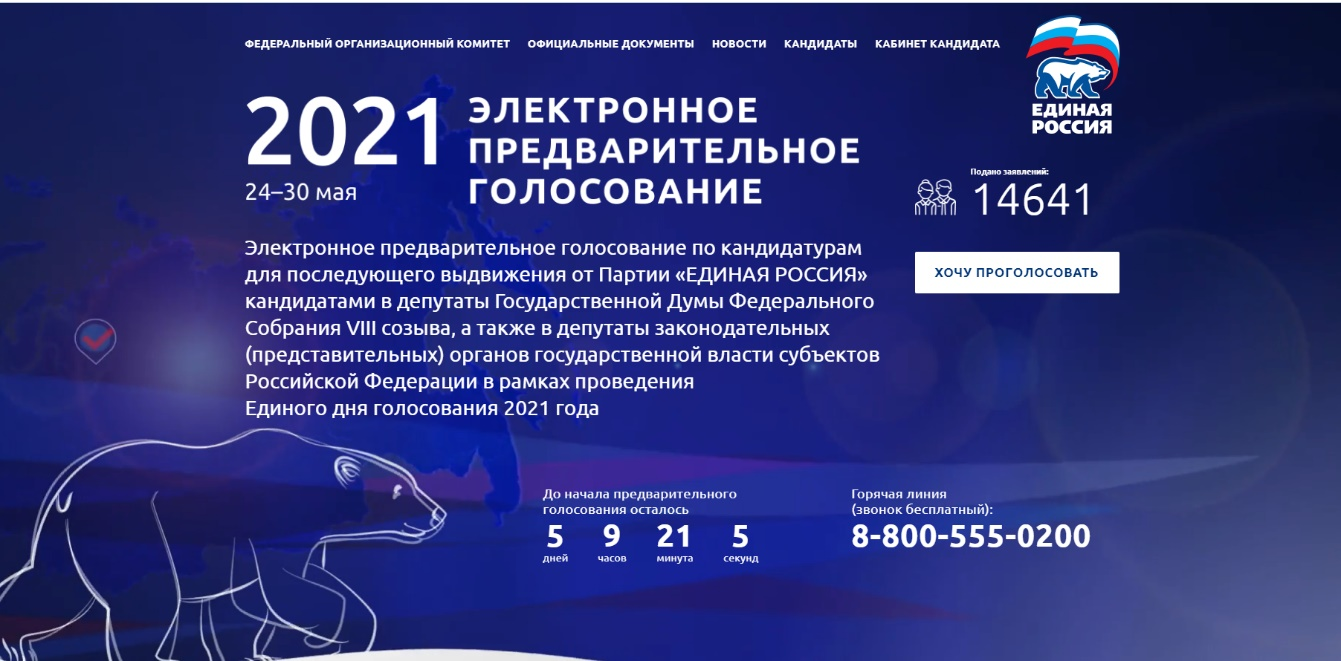 ФЕДЕРАЛЬНЫЙ ОРГАНИЗАЦИОННЫЙ КОМИТЕТ ОФИЦИАЛЬНЫЕ ДОКУМЕНТЫ НОВОСТИ КАНДИДАТЫ КАБИНЕТ КАНДИДАТА
ЕДИНАЯ
РОССИЯ
2021
24–30 мая
ЭЛЕКТРОННОЕ
ПРЕДВАРИТЕЛЬНОЕ
ГОЛОСОВАНИЕ
Подано заявлений:
14641
ХОЧУ ПРОГОЛОСОВАТЬ
Электронное предварительное голосование по кандидатурам
для последующего выдвижения от Партии «ЕДИНАЯ РОССИЯ»
кандидатами в депутаты Государственной Думы Федерального
Собрания VIII созыва, а также в депутаты законодательных
(представительных) органов государственной власти субъектов
Российской Федерации в рамках проведения
Единого дня голосования 2021 года
До начала предварительного
голосования осталось
5 9 21 5
дней часов минута секунд
Горячая линия
(звонок бесплатный):
8-800-555-0200